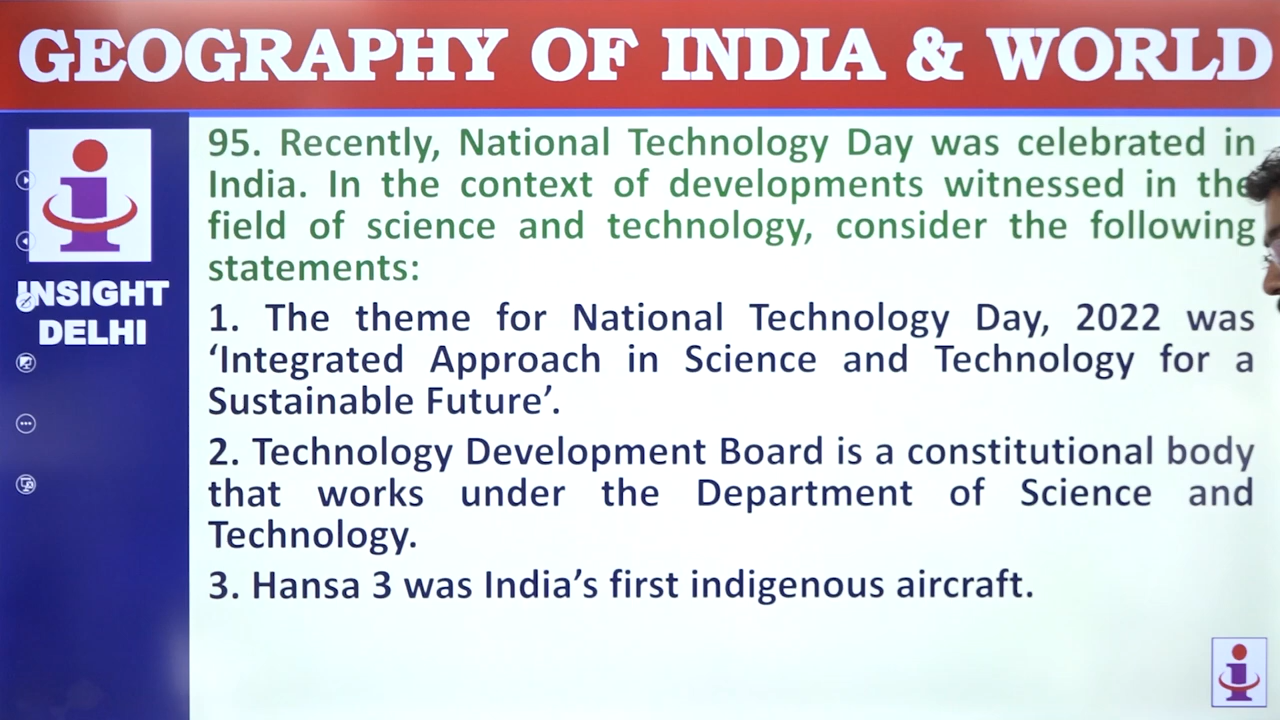 GEOGRAPHY OF INDIA & WORLD
INSIGHT
DELHI
95. Recently, National Technology Day was celebrated in
India. In the context of developments witnessed in the
field of science and technology, consider the following
statements:
1. The theme for National Technology Day, 2022 was
‘Integrated Approach in Science and Technology for a
Sustainable Future’.
2. Technology Development Board is a constitutional body
that works under the Department of Science and
Technology.
3. Hansa 3 was India’s first indigenous aircraft.